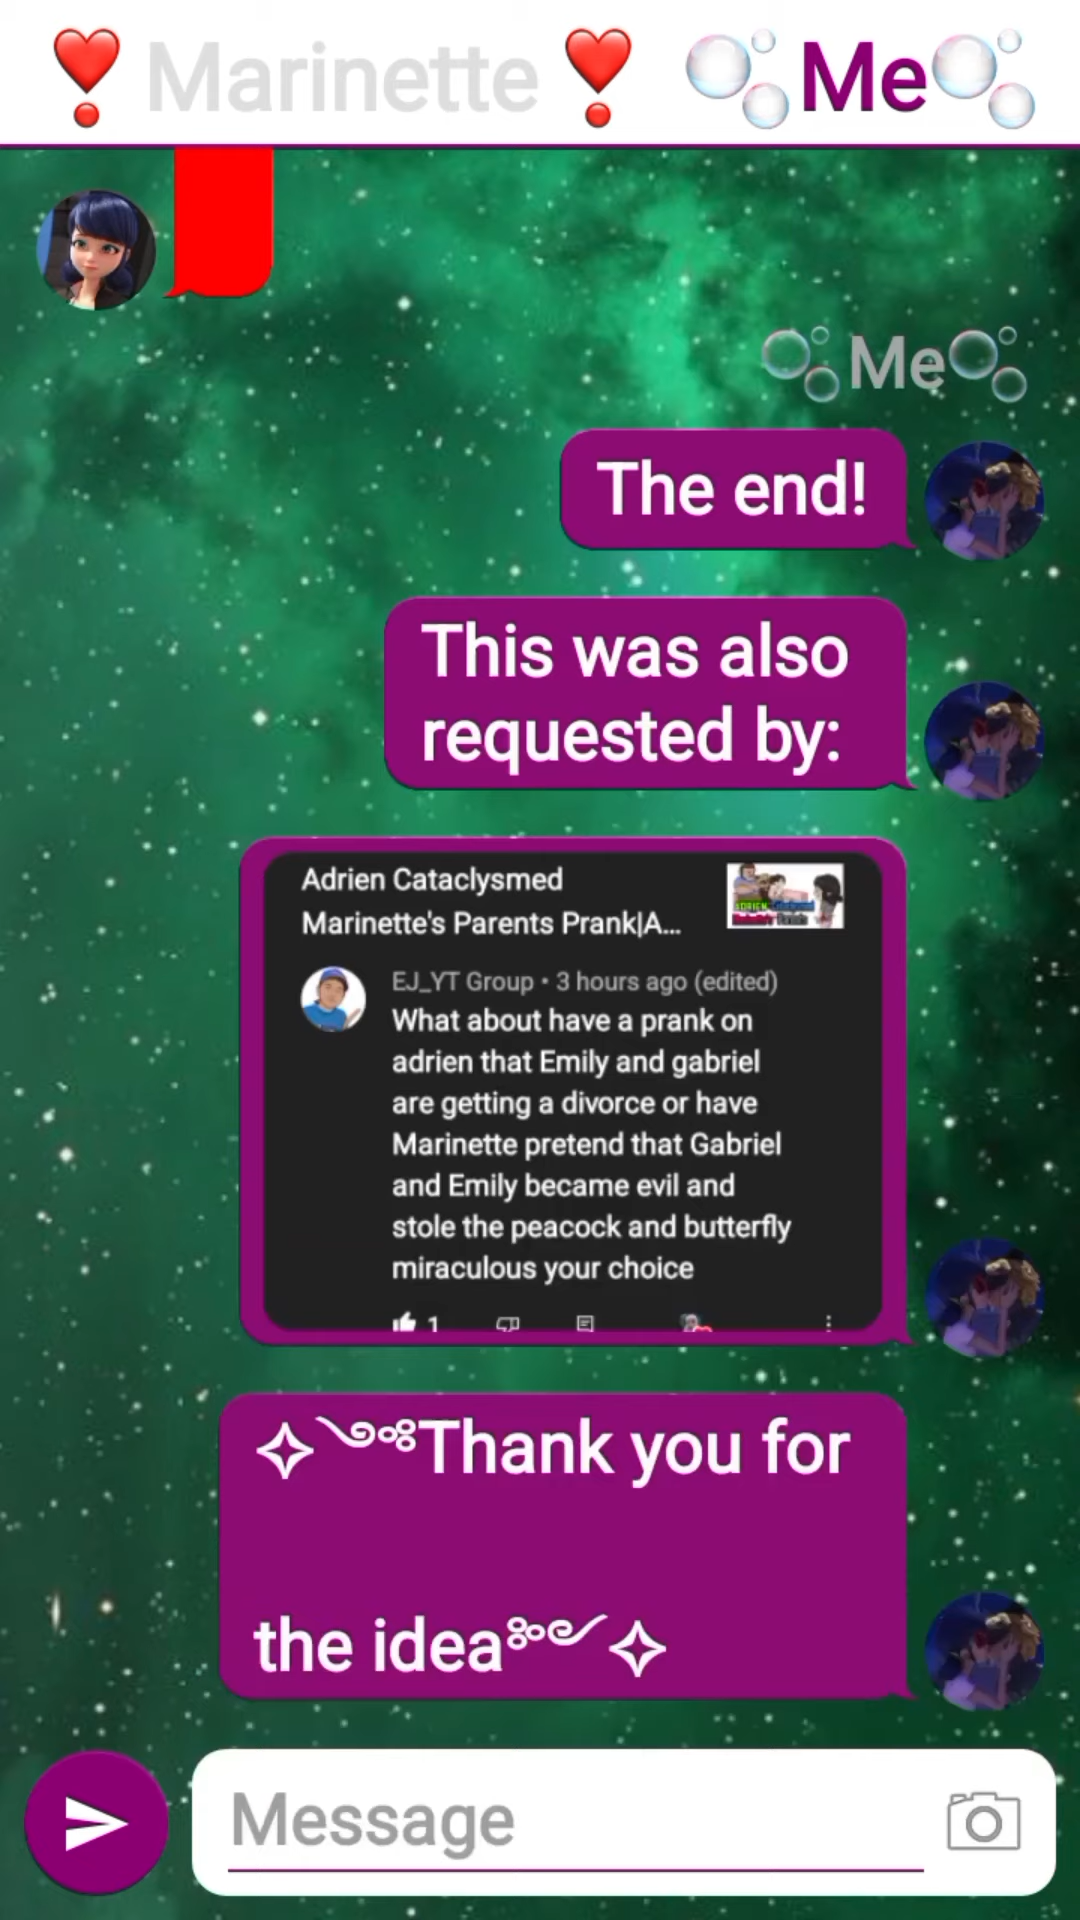 ❣️Marinette❣️ 🫧Me🫧
🫧Me🫧
The end!
This was also
requested by:
Adrien Cataclysmed
Marinette's Parents Prank|A...
EJ_YT Group • 3 hours ago (edited)
What about have a prank on
adrien that Emily and gabriel
are getting a divorce or have
Marinette pretend that Gabriel
and Emily became evil and
stole the peacock and butterfly
miraculous your choice
1
✧༺Thank you for
the idea༻✧
Message